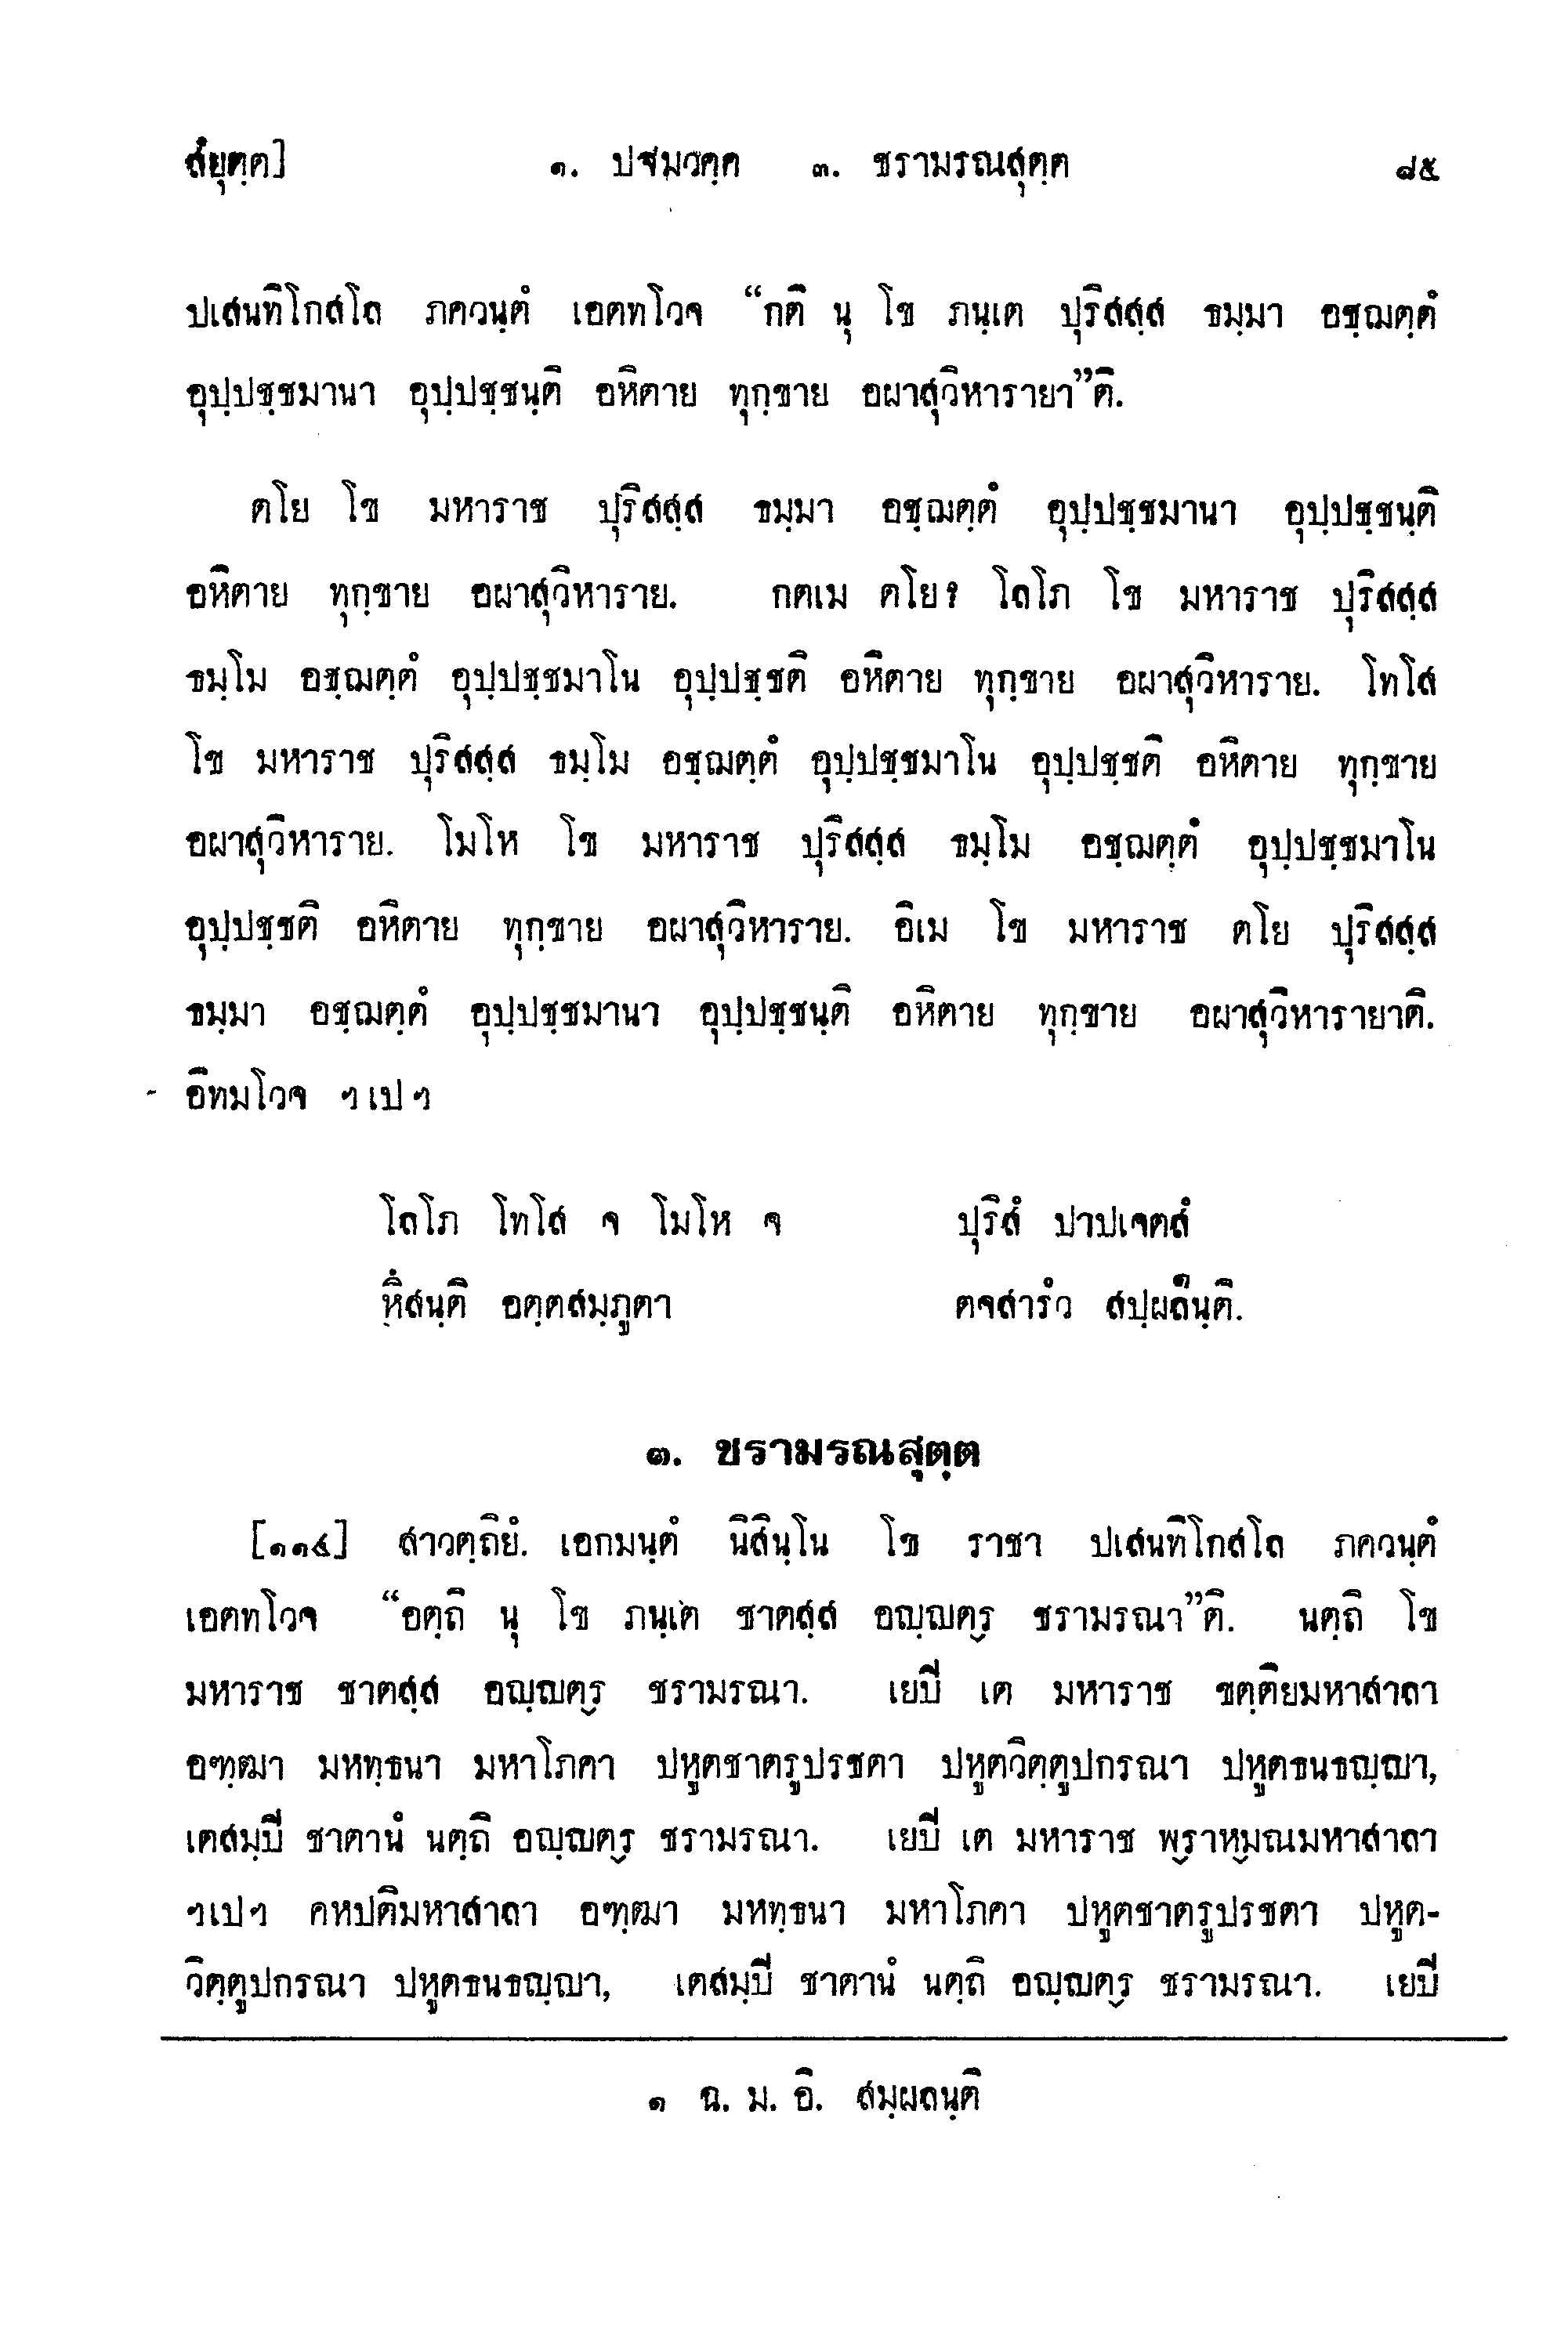 สํยุตฺต]	๑. ปฐมวคฺค ๓. ชรามรณสุตฺต	๘๕
ปเสนทิโกสโล ภควนฺตํ เอตทโวจ “กติ นุ โข ภนฺเต ปุริสสฺส ธมฺมา อชฺฌตฺตํ
อุปฺปชฺชมานา อุปฺปชฺชนฺติ อหิตาย ทุกฺขาย อผาสุวิหารายา”ติ.
ตโย โข มหาราช ปุริสสฺส ธมฺมา อชฺฌตฺตํ อุปฺปชฺชมานา อุปฺปชฺชนฺติ
อหิตาย ทุกฺขาย อผาสุวิหาราย. กตเม ตโย? โลโภ โข มหาราช ปุริสสฺส
ธมฺโม อชฺฌตฺตํ อุปฺปชฺชมาโน อุปฺปชฺชติ อหิตาย ทุกฺขาย อผาสุวิหาราย. โทโส
โข มหาราช ปุริสสฺส ธมฺโม อชฺฌตฺตํ อุปฺปชฺชมาโน อุปฺปชฺชติ อหิตาย ทุกฺขาย
อผาสุวิหาราย. โมโห โข มหาราช ปุริสสฺส ธมฺโม อชฺฌตฺตํ อุปฺปชฺชมาโน
อุปฺปชฺชติ อหิตาย ทุกฺขาย อผาสุวิหาราย. อิเม โข มหาราช ตโย ปุริสสฺส
ธมฺมา อชฺฌตฺตํ อุปฺปชฺชมานา อุปฺปชฺชนฺติ อหิตาย ทุกฺขาย อผาสุวิหารายาติ.
อิทมโวจ ฯเปฯ
โลโภ โทโส จ โมโห จ	ปุริสํ ปาปเจตสํ
หึสนฺติ อตฺตสมฺภูตา	ตจสารํว สปฺผลํ๑นฺติ.
๓. ชรามรณสุตฺต
[๑๑๔] สาวตฺถิยํ. เอกมนฺตํ นิสินฺโน โข ราชา ปเสนทิโกสโล ภควนฺตํ
เอตทโวจ “อตฺถิ นุ โข ภนฺเต ชาตสฺส อญฺญตฺร ชรามรณา”ติ. นตฺถิ โข
มหาราช ชาตสฺส อญฺญตฺร ชรามรณา. เยปิ เต มหาราช ขตฺติยมหาสาลา
อฑฺฒา มหทฺธนา มหาโภคา ปหูตชาตรูปรชตา ปหูตวิตฺตูปกรณา ปหูตธนธญฺญา,
เตสมฺปิ ชาตานํ นตฺถิ อญฺญตฺร ชรามรณา. เยปิ เต มหาราช พฺราหฺมณมหาสาลา
ฯเปฯ คหปติมหาสาลา อฑฺฒา มหทฺธนา มหาโภคา ปหูตชาตรูปรชตา ปหูต-
วิตฺตูปกรณา ปหูตธนธญฺญา, เตสมฺปิ ชาตานํ นตฺถิ อญฺญตฺร ชรามรณา. เยปิ
๑ ฉ. ม. อิ. สมฺผลนฺติ